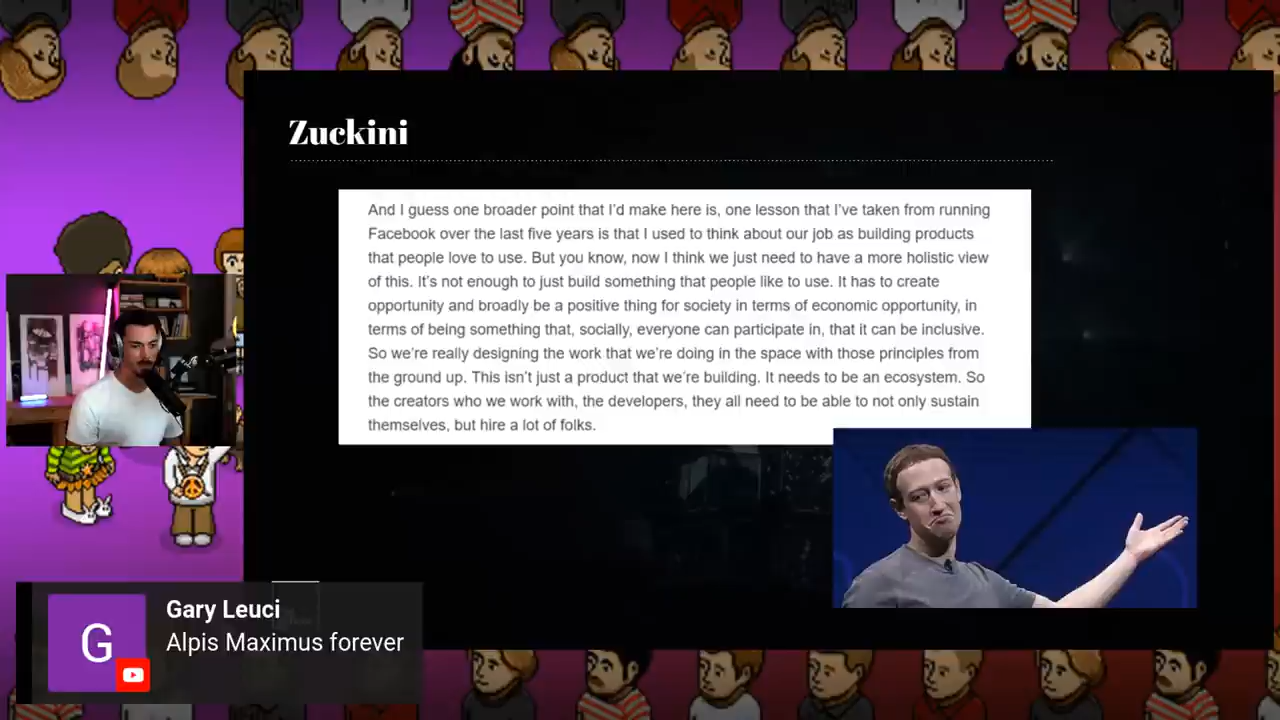 Zuckini
And I guess one broader point that I'd make here is, one lesson that I've taken from running
Facebook over the last five years is that I used to think about our job as building products
that people love to use. But you know, now I think we just need to have a more holistic view
of this. It's not enough to just build something that people like to use. It has to create
opportunity and broadly be a positive thing for society in terms of economic opportunity, in
terms of being something that, socially, everyone can participate in, that it can be inclusive.
So we're really designing the work that we're doing in the space with those principles from
the ground up. This isn't just a product that we're building. It needs to be an ecosystem. So
the creators who we work with, the developers, they all need to be able to not only sustain
themselves, but hire a lot of folks.
G
Gary Leuci
Alpis Maximus forever